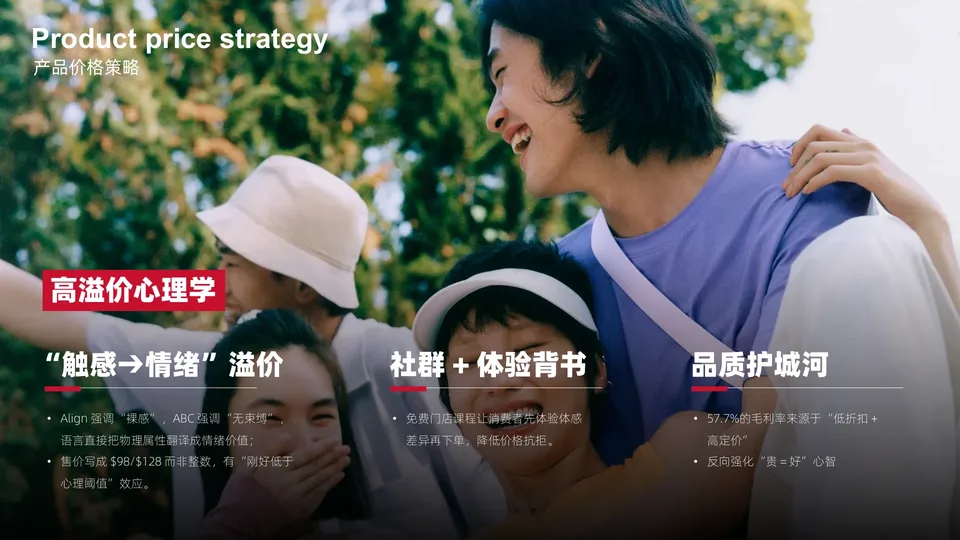 Product price strategy
产品价格策略
高溢价心理学
“触感→情绪”溢价
• Align 强调“裸感”，ABC 强调“无束缚”，
语言直接把物理属性翻译成情绪价值；
• 售价写成 $98/$128 而非整数，有“刚好低于
心理阈值”效应。
社群 + 体验背书
• 免费门店课程让消费者先体验体感
差异再下单，降低价格抗拒。
品质护城河
• 57.7%的毛利率来源于“低折扣 +
高定价”
• 反向强化“贵 = 好”心智